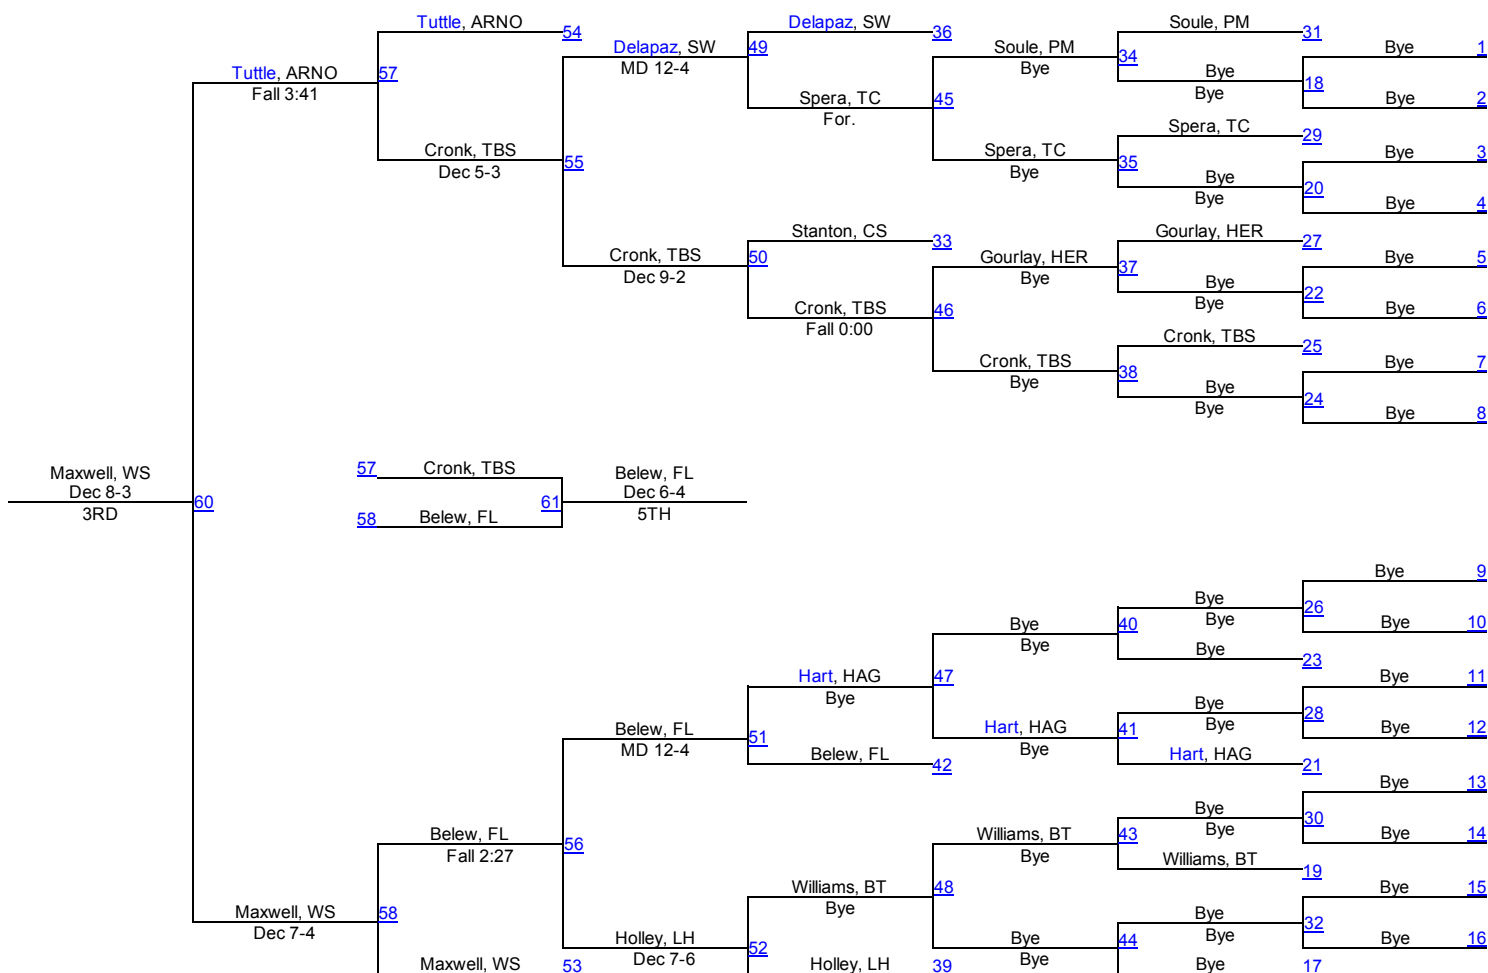 Tuttle, ARNO 54 Delapaz, SW 36 Soule, PM 31
Delapaz, SW 49 Soule, PM 34 Bye 1
MD 12-4 Bye Bye 18
Tuttle, ARNO 57 Bye
Fall 3:41 Spera, TC 45 Bye 2
For. Spera, TC 29
Cronk, TBS 55 Spera, TC 35 Bye 3
Dec 5-3 Bye Bye 20
Bye
Bye 4
Stanton, CS 33 Gourlay, HER 27
Cronk, TBS 50 Gourlay, HER 37 Bye 5
Dec 9-2 Bye Bye 22
Bye
Cronk, TBS 46 Bye 6
Fall 0:00 Cronk, TBS 25
Cronk, TBS 38 Bye 7
Bye Bye 24
Bye
Bye 8
Maxwell, WS 57 Cronk, TBS Belew, FL
Dec 8-3 60 61 Dec 6-4
3RD 58 Belew, FL 5TH
Bye 9
Bye 26
Bye 40 Bye
Bye Bye 10
Bye 23
Hart, HAG 47 Bye 11
Bye
Bye 28
Belew, FL 51 Hart, HAG 41 Bye
MD 12-4 Bye Bye 12
Belew, FL 42 Hart, HAG 21
Bye 13
Bye 30
Belew, FL 56 Williams, BT 43 Bye
Fall 2:27 Bye Bye 14
Williams, BT 19
Williams, BT 48 Bye 15
Bye
Maxwell, WS 58 Bye 32
Dec 7-4 Holley, LH 52 Bye 44 Bye
Dec 7-6 Bye Bye 16
Maxwell, WS 53 Holley, LH 39 Bye 17